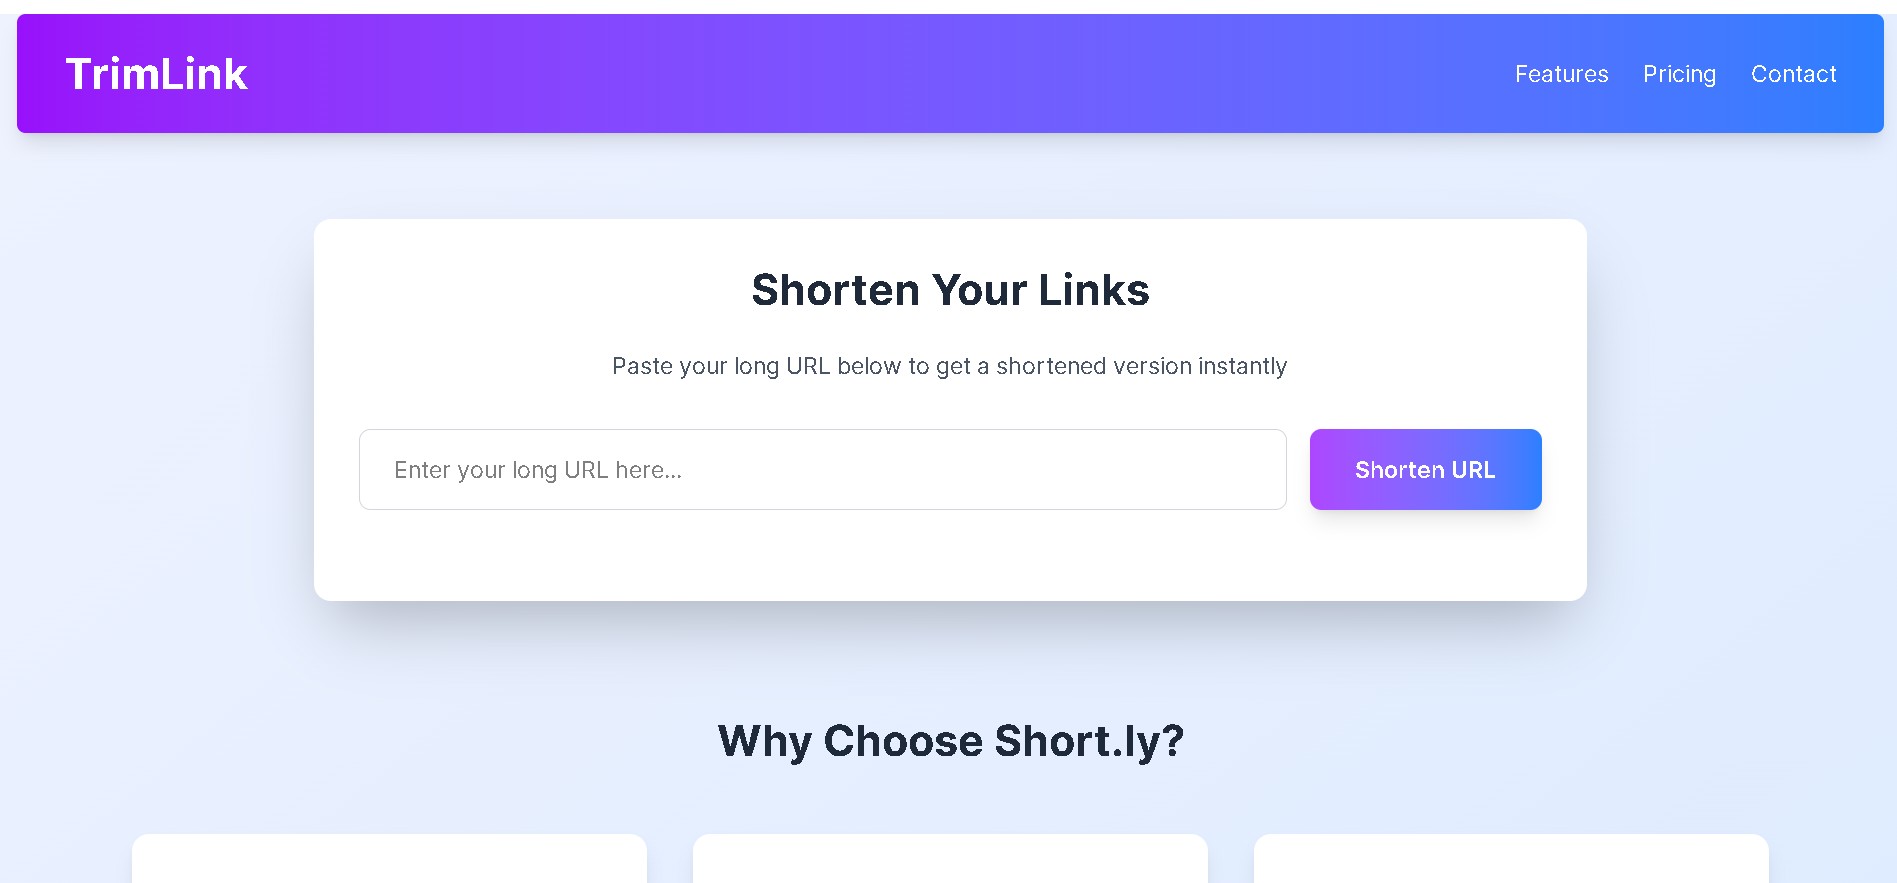 TrimLink
Features Pricing Contact
Shorten Your Links
Paste your long URL below to get a shortened version instantly
Enter your long URL here...
Shorten URL
Why Choose Short.ly?